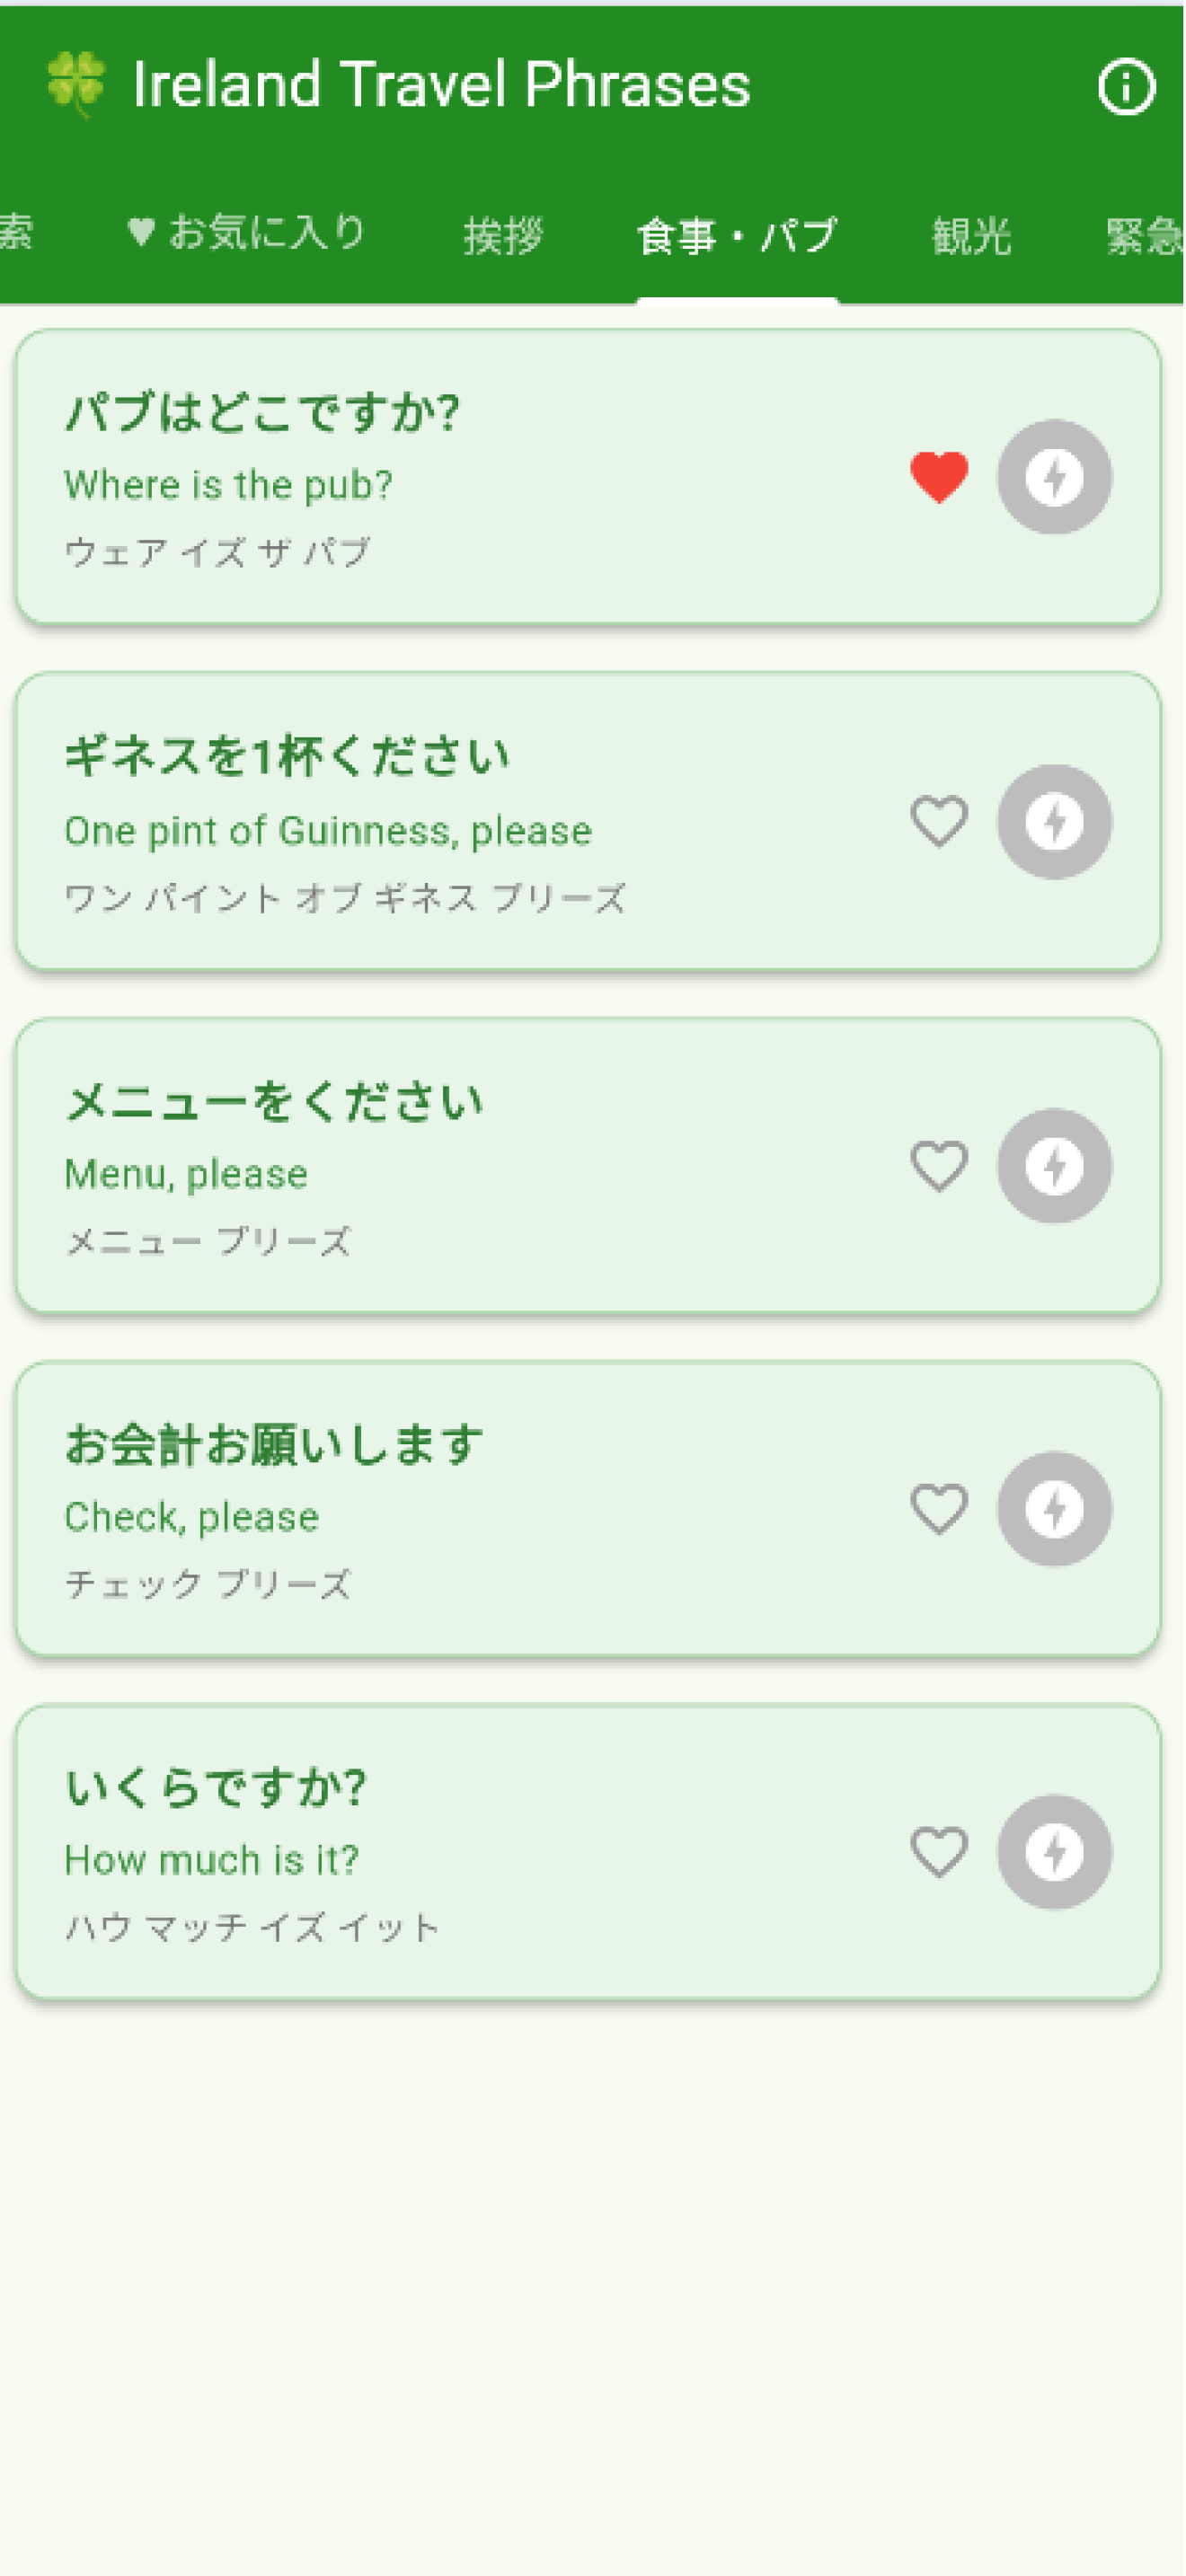 Ireland Travel Phrases
索 ♥ お気に入り 挨拶 食事・パブ 観光 緊急
パブはどこですか?
Where is the pub?
ウェア イズ ザ パブ
ギネスを1杯ください
One pint of Guinness, please
ワン パイント オブ ギネス プリーズ
メニューをください
Menu, please
メニュー プリーズ
お会計お願いします
Check, please
チェック プリーズ
いくらですか?
How much is it?
ハウ マッチ イズ イット